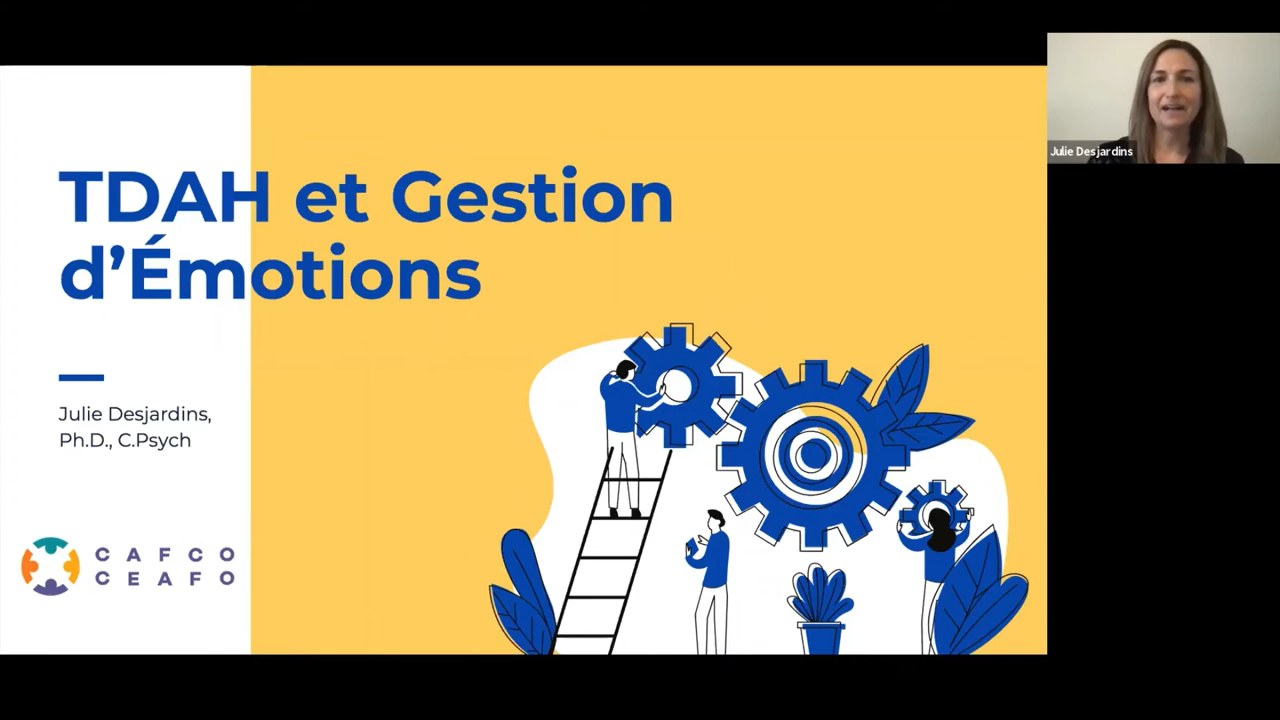 TDAH et Gestion
d’Émotions
Julie Desjardins,
Ph.D., C.Psych
CAFCO
CEAFO
Julie Desjardins